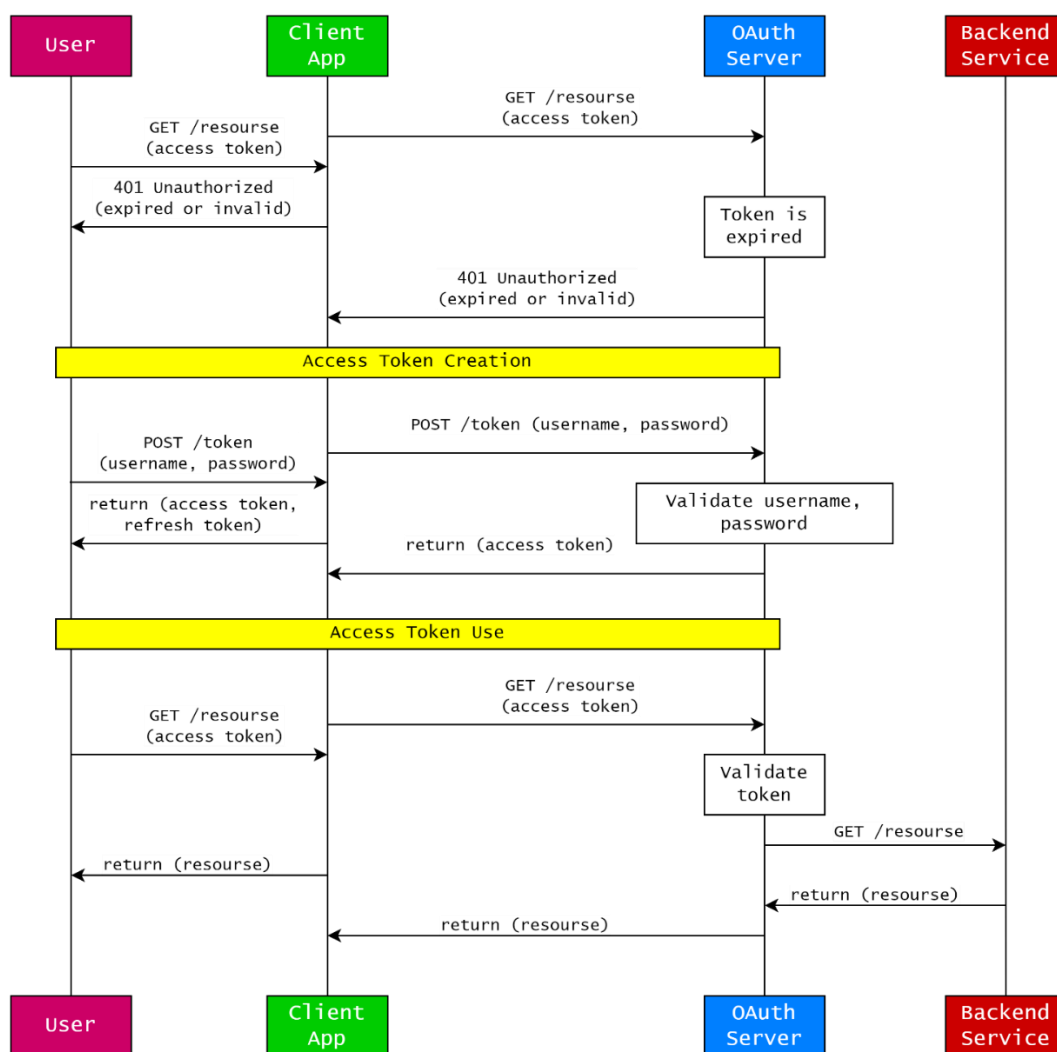 User
Client
App
OAuth
Server
Backend
Service
GET /resourse
(access token)
GET /resourse
(access token)
401 Unauthorized
(expired or invalid)
Token is
expired
401 Unauthorized
(expired or invalid)
Access Token Creation
POST /token (username, password)
POST /token
(username, password)
Validate username,
password
return (access token,
refresh token)
return (access token)
Access Token Use
GET /resourse
(access token)
GET /resourse
(access token)
Validate
token
GET /resourse
return (resourse)
return (resourse)
return (resourse)
User
Client
App
OAuth
Server
Backend
Service